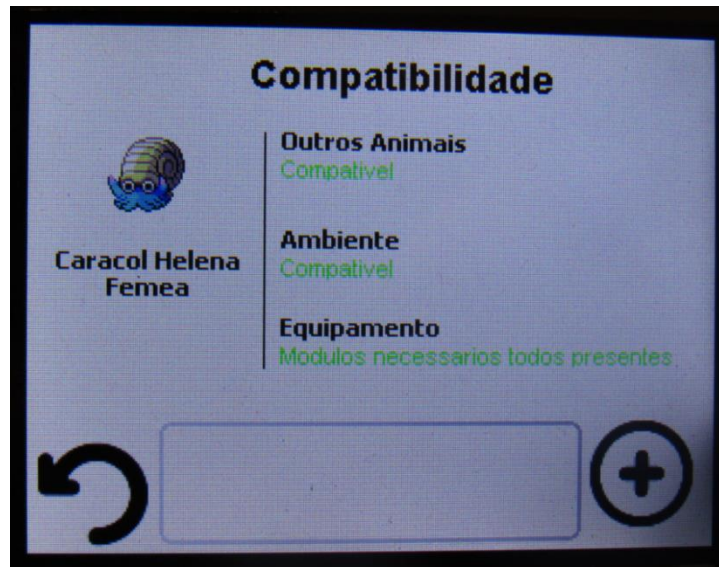 Compatibilidade
Outros Animais
Compativel
Caracol Helena
Femea
Ambiente
Compativel
Equipamento
Modulos necessarios todos presentes.